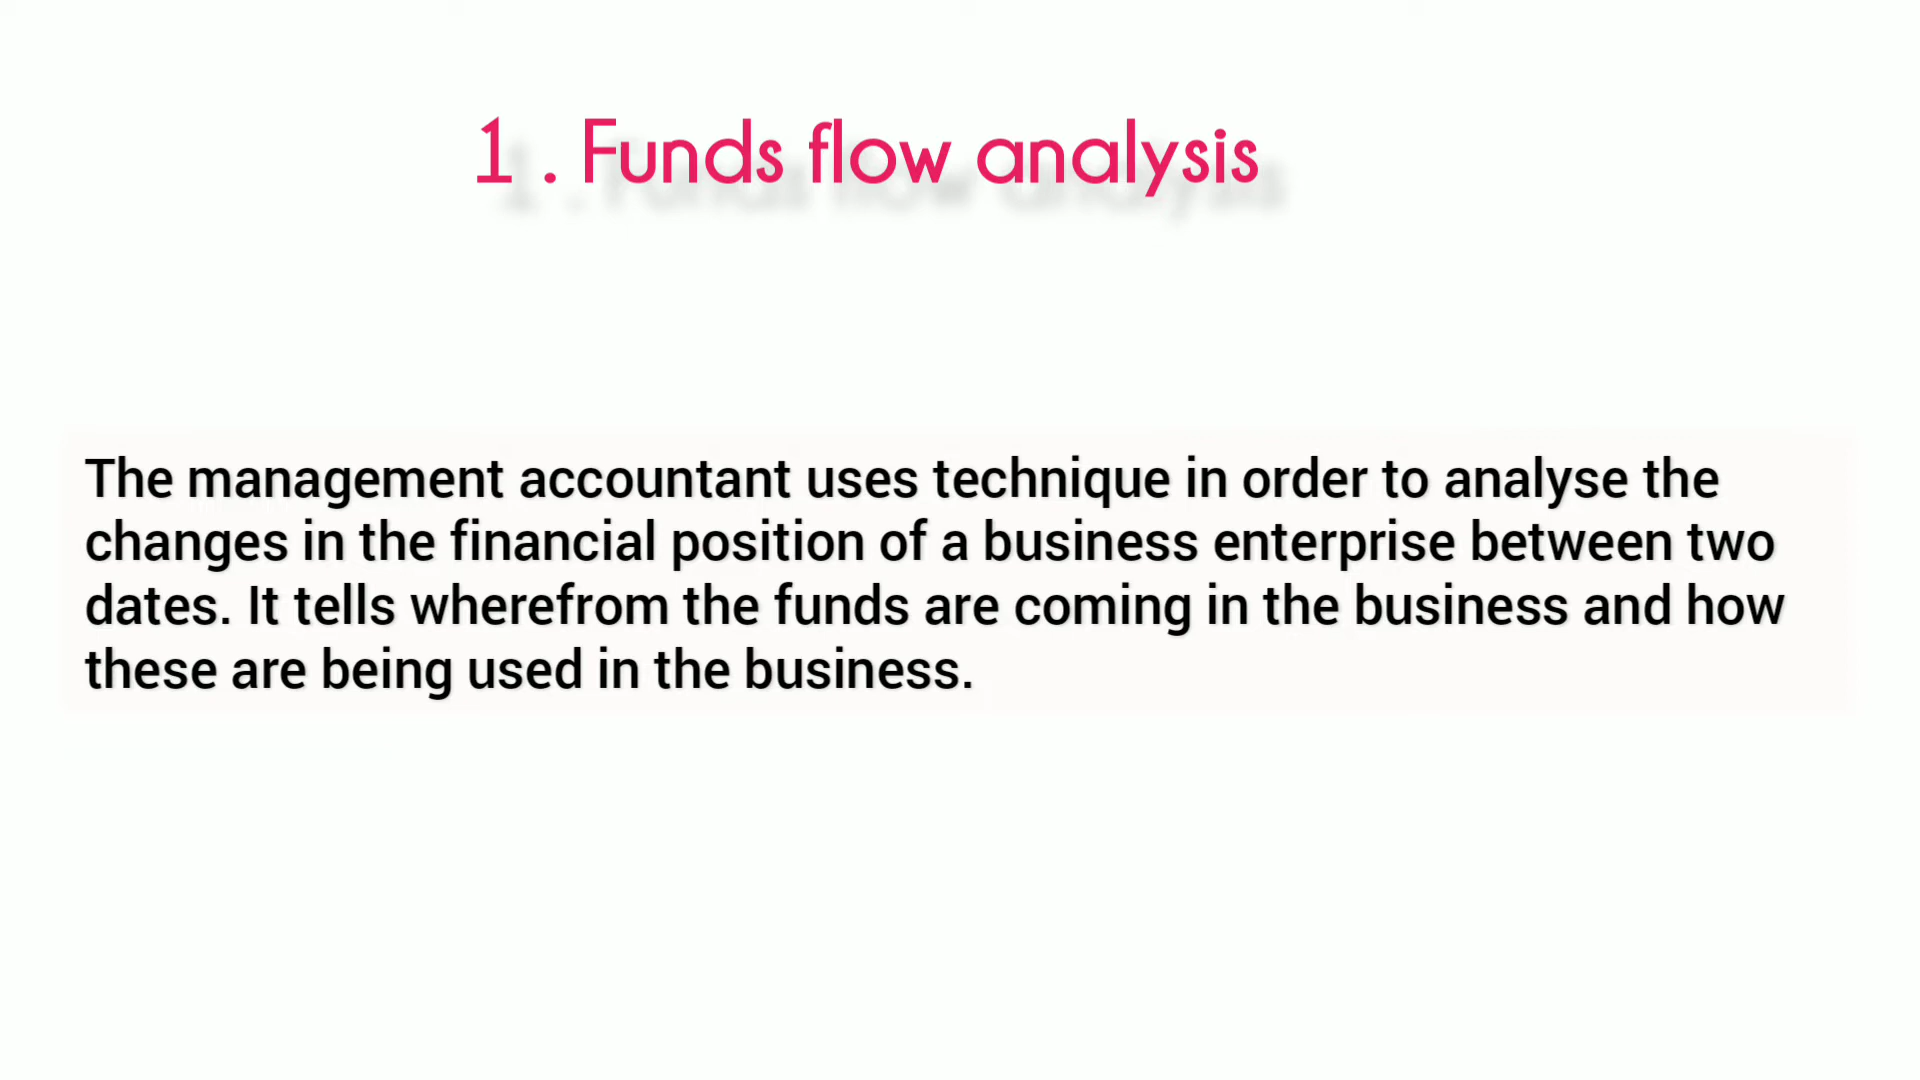 1 . Funds flow analysis
The management accountant uses technique in order to analyse the
changes in the financial position of a business enterprise between two
dates. It tells wherefrom the funds are coming in the business and how
these are being used in the business.